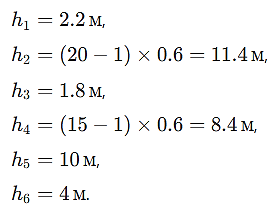 h₁ = 2.2 м,
h₂ = (20 − 1) × 0.6 = 11.4 м,
h₃ = 1.8 м,
h₄ = (15 − 1) × 0.6 = 8.4 м,
h₅ = 10 м,
h₆ = 4 м.